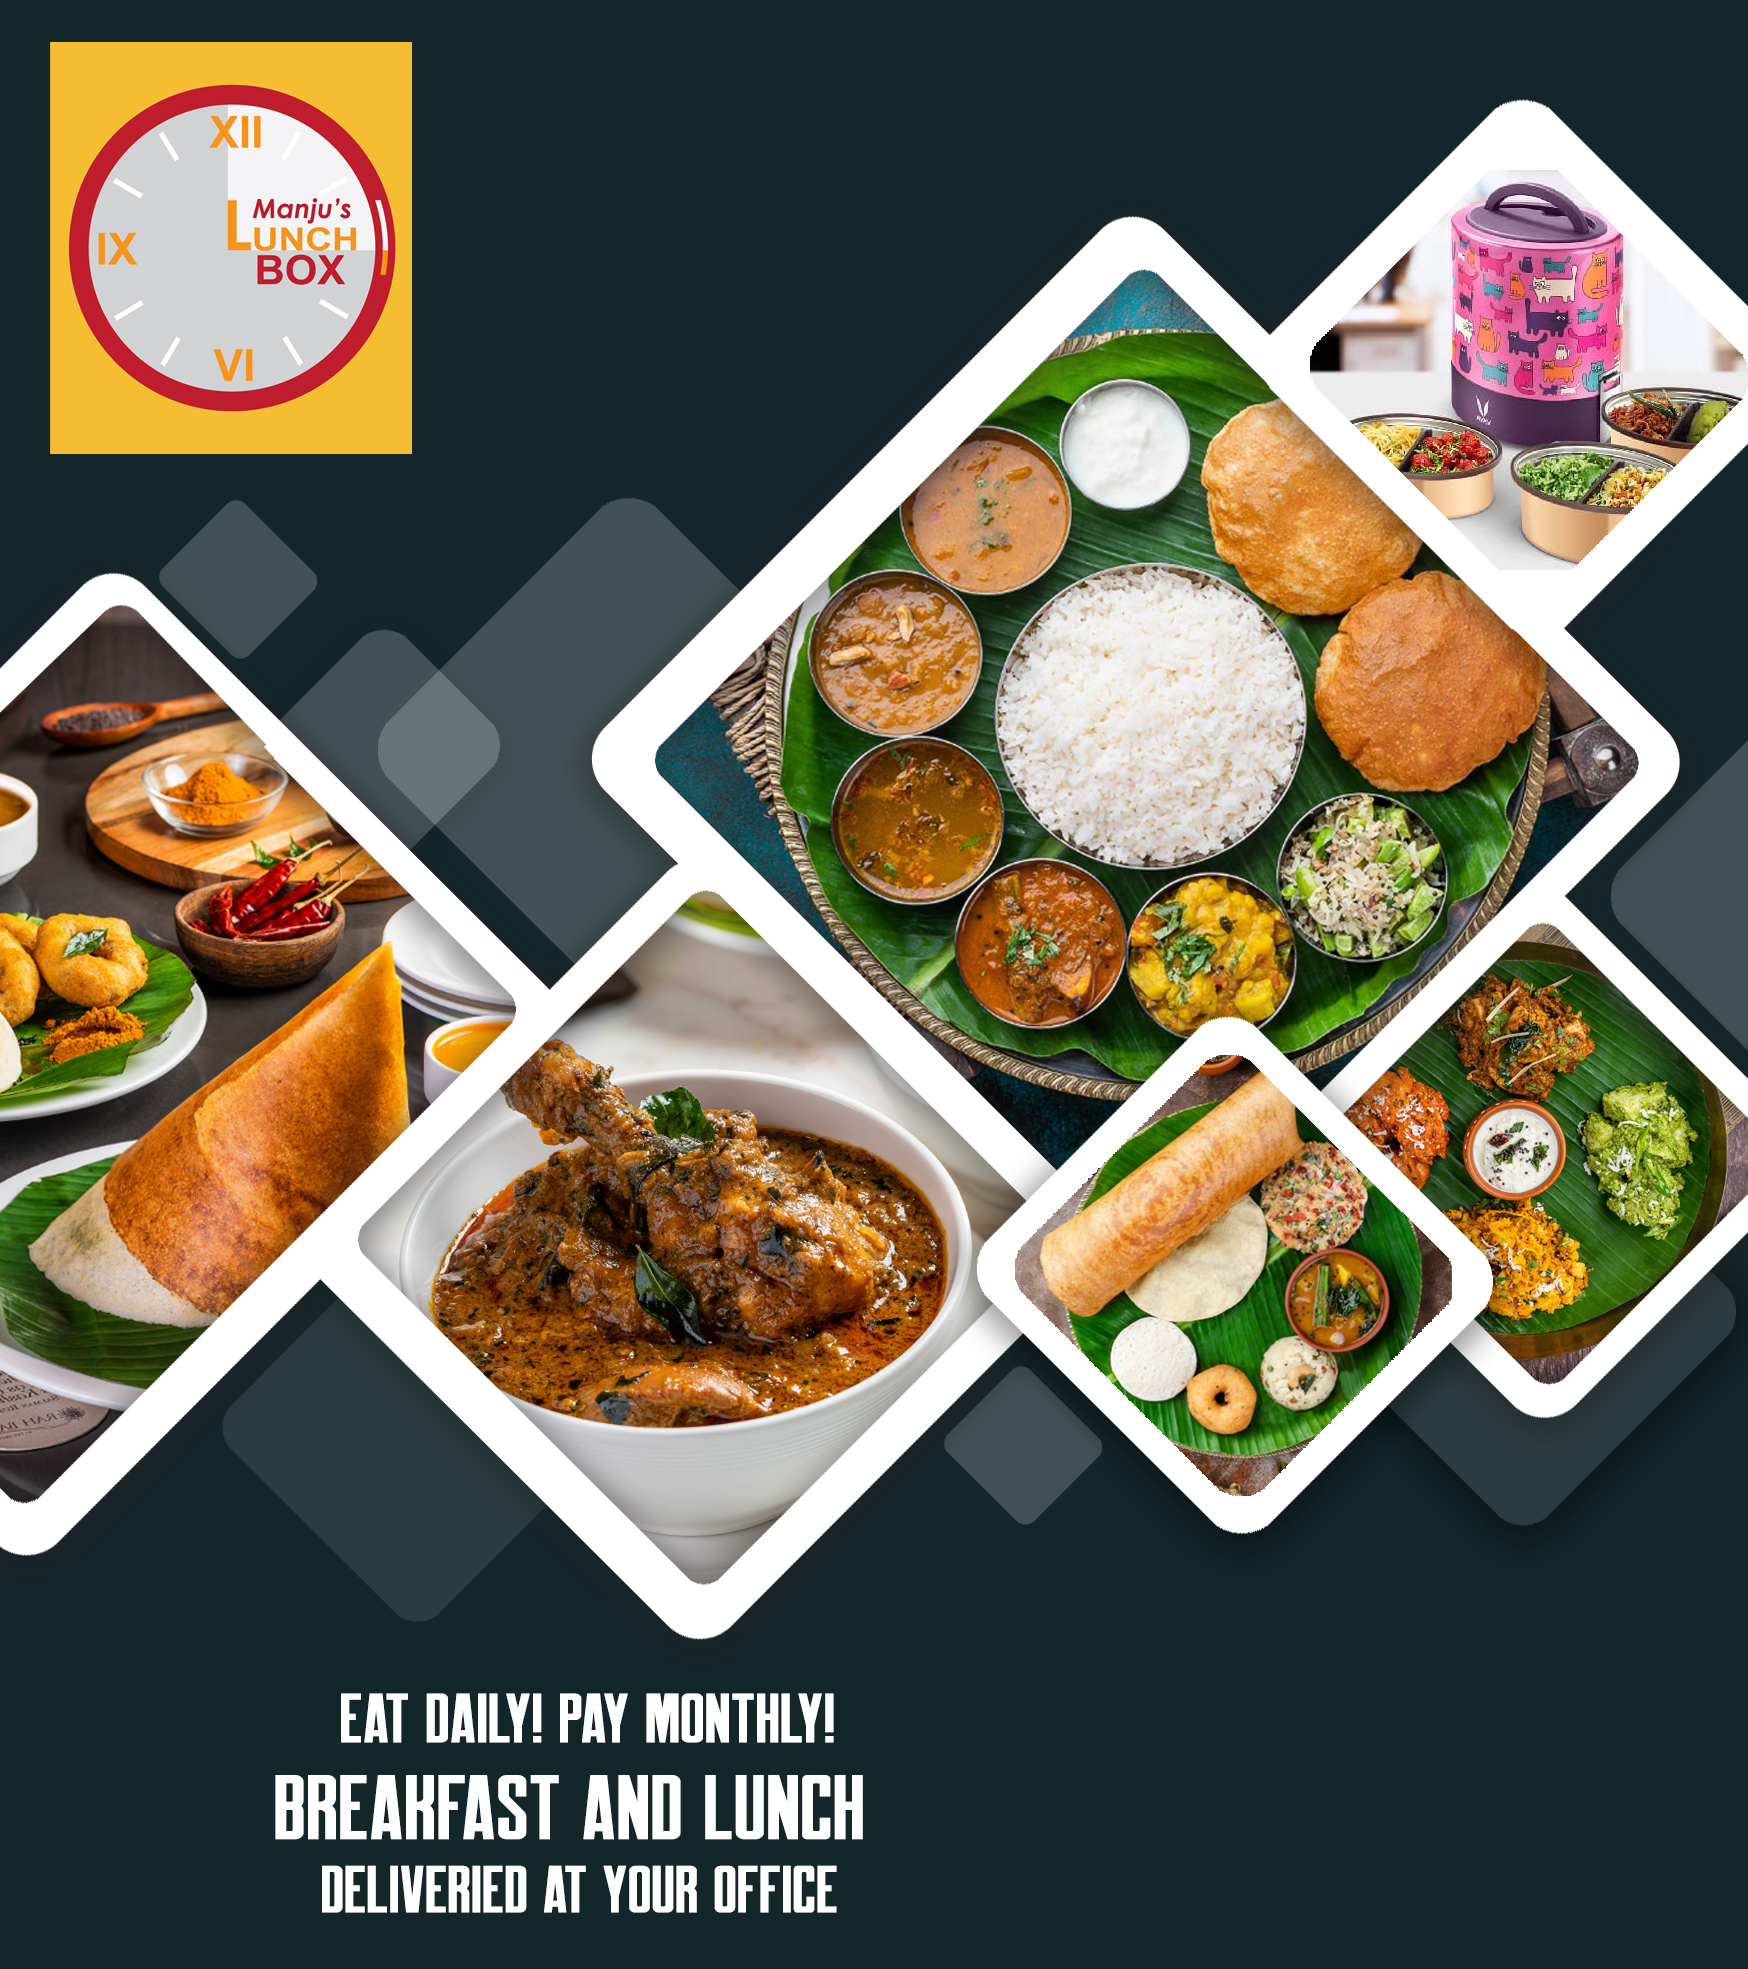 XII
Manju's
LUNCH
IX
BOX
VI
EAT DAILY! PAY MONTHLY!
BREAKFAST AND LUNCH
DELIVERIED AT YOUR OFFICE